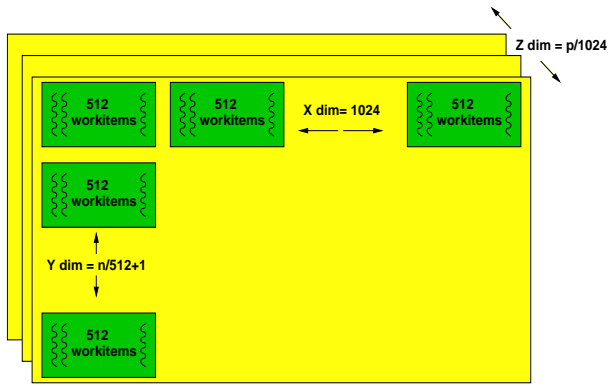 Z dim = p/1024
512
workitems
512
workitems
X dim= 1024
512
workitems
512
workitems
Y dim = n/512+1
512
workitems